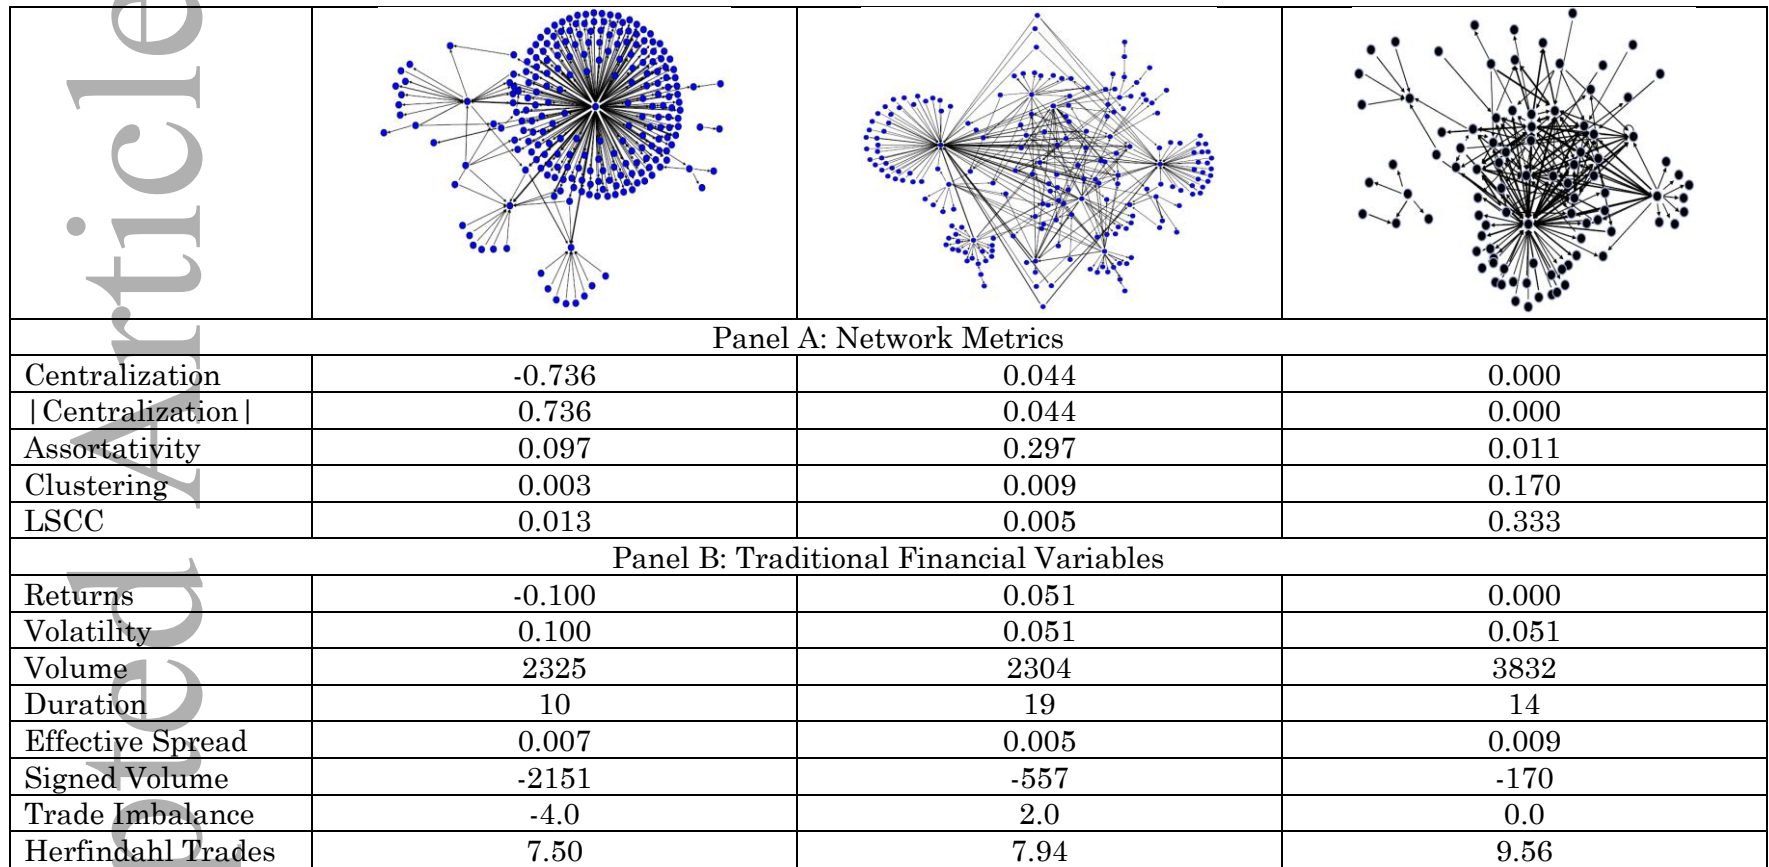 Panel A: Network Metrics
Centralization -0.736 0.044 0.000
|Centralization| 0.736 0.044 0.000
Assortativity 0.097 0.297 0.011
Clustering 0.003 0.009 0.170
LSCC 0.013 0.005 0.333
Panel B: Traditional Financial Variables
Returns -0.100 0.051 0.000
Volatility 0.100 0.051 0.051
Volume 2325 2304 3832
Duration 10 19 14
Effective Spread 0.007 0.005 0.009
Signed Volume -2151 -557 -170
Trade Imbalance -4.0 2.0 0.0
Herfindahl Trades 7.50 7.94 9.56
pted Article